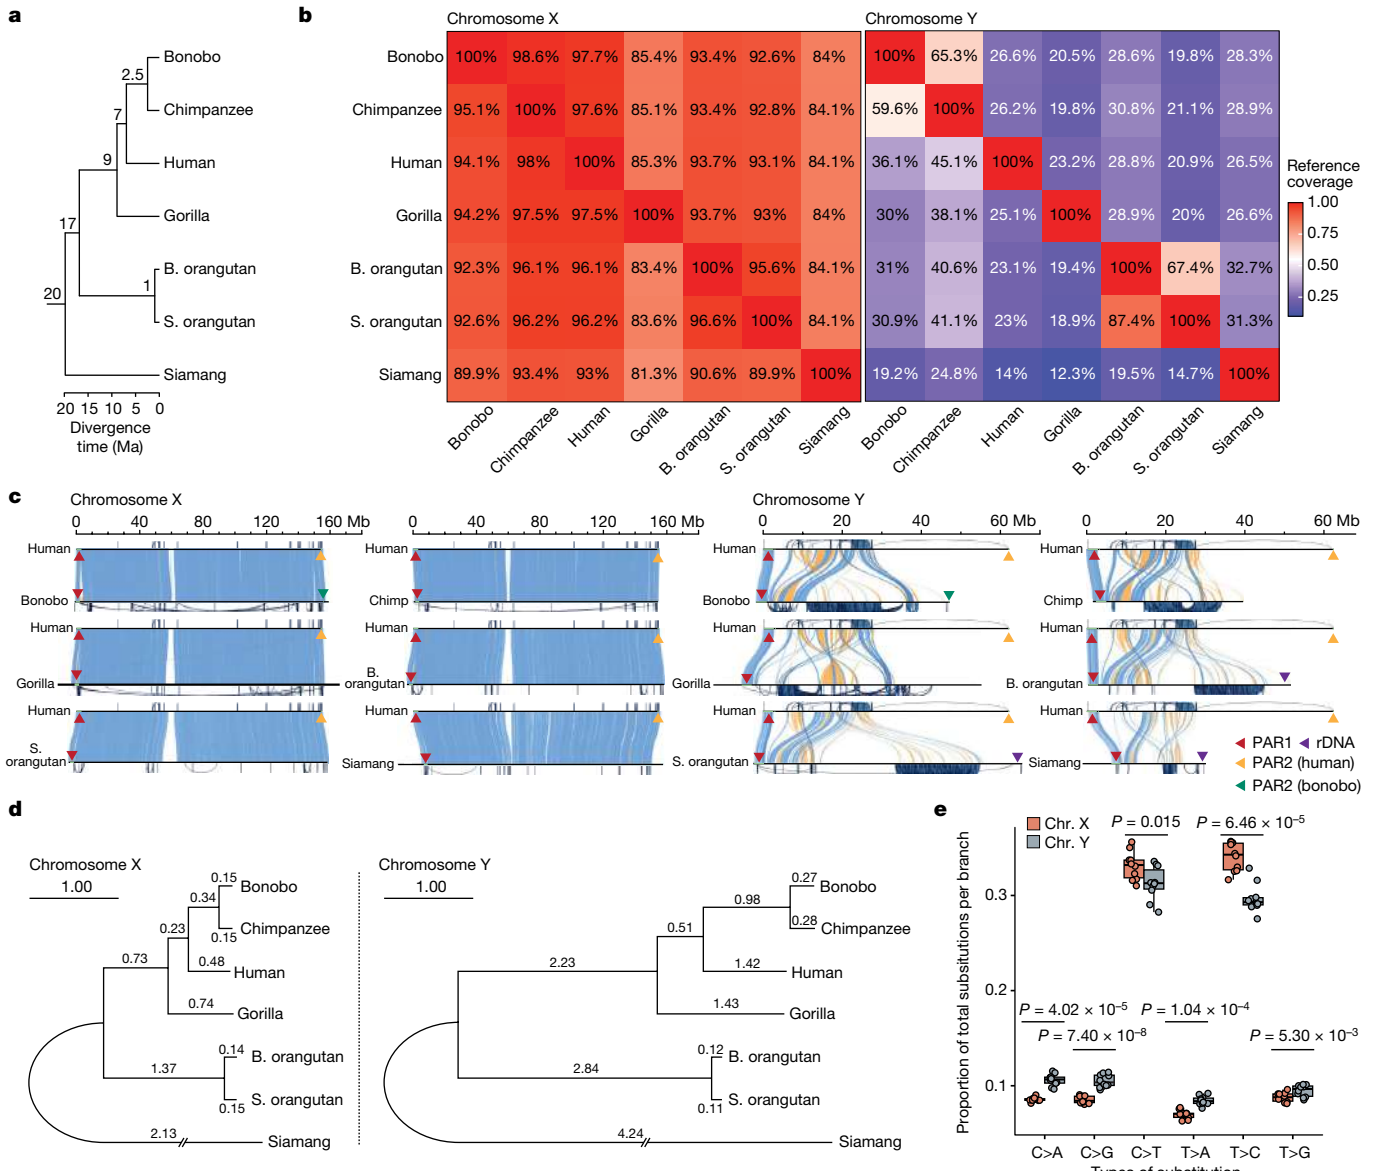 a
2.5
7
9
17
20
1
Bonobo
Chimpanzee
Human
Gorilla
B. orangutan
S. orangutan
Siamang
20 15 10 5 0
Divergence
time (Ma)
b
Chromosome X
Chromosome Y
Bonobo 100% 98.6% 97.7% 85.4% 93.4% 92.6% 84% 100% 65.3% 26.6% 20.5% 28.6% 19.8% 28.3%
Chimpanzee 95.1% 100% 97.6% 85.1% 93.4% 92.8% 84.1% 59.6% 100% 26.2% 19.8% 30.8% 21.1% 28.9%
Human 94.1% 98% 100% 85.3% 93.7% 93.1% 84.1% 36.1% 45.1% 100% 23.2% 28.8% 20.9% 26.5%
Gorilla 94.2% 97.5% 97.5% 100% 93.7% 93% 84% 30% 38.1% 25.1% 100% 28.9% 20% 26.6%
B. orangutan 92.3% 96.1% 96.1% 83.4% 100% 95.6% 84.1% 31% 40.6% 23.1% 19.4% 100% 67.4% 32.7%
S. orangutan 92.6% 96.2% 96.2% 83.6% 96.6% 100% 84.1% 30.9% 41.1% 23% 18.9% 87.4% 100% 31.3%
Siamang 89.9% 93.4% 93% 81.3% 90.6% 89.9% 100% 19.2% 24.8% 14% 12.3% 19.5% 14.7% 100%
Bonobo Chimpanzee Human Gorilla B. orangutan S. orangutan Siamang Bonobo Chimpanzee Human Gorilla B. orangutan S. orangutan Siamang
Reference
coverage
1.00
0.75
0.50
0.25
c
Chromosome X
Chromosome Y
0 40 80 120 160 Mb
0 40 80 120 160 Mb
0 20 40 60 Mb
0 20 40 60 Mb
Human
Human
Human
Human
Bonobo
Chimp
Bonobo
Chimp
Human
Human
Human
Human
Gorilla
B.
orangutan
Gorilla
B. orangutan
Human
Human
Human
Human
S.
orangutan
Siamang
S. orangutan
Siamang
PAR1
rDNA
PAR2 (human)
PAR2 (bonobo)
d
Chromosome X
1.00
0.15
Bonobo
0.34
0.15
Chimpanzee
0.23
0.48
Human
0.73
0.74
Gorilla
0.14
B. orangutan
1.37
0.15
S. orangutan
2.13
Siamang
Chromosome Y
1.00
0.27
Bonobo
0.98
0.28
Chimpanzee
0.51
1.42
Human
2.23
1.43
Gorilla
0.12
B. orangutan
2.84
0.11
S. orangutan
4.24
Siamang
e
Chr. X
Chr. Y
P = 0.015
P = 6.46 × 10⁻⁵
P = 4.02 × 10⁻⁵
P = 7.40 × 10⁻⁸
P = 1.04 × 10⁻⁴
P = 5.30 × 10⁻³
Proportion of total subsitutions per branch
0.3
0.2
0.1
C>A C>G C>T T>A T>C T>G
Types of substitution